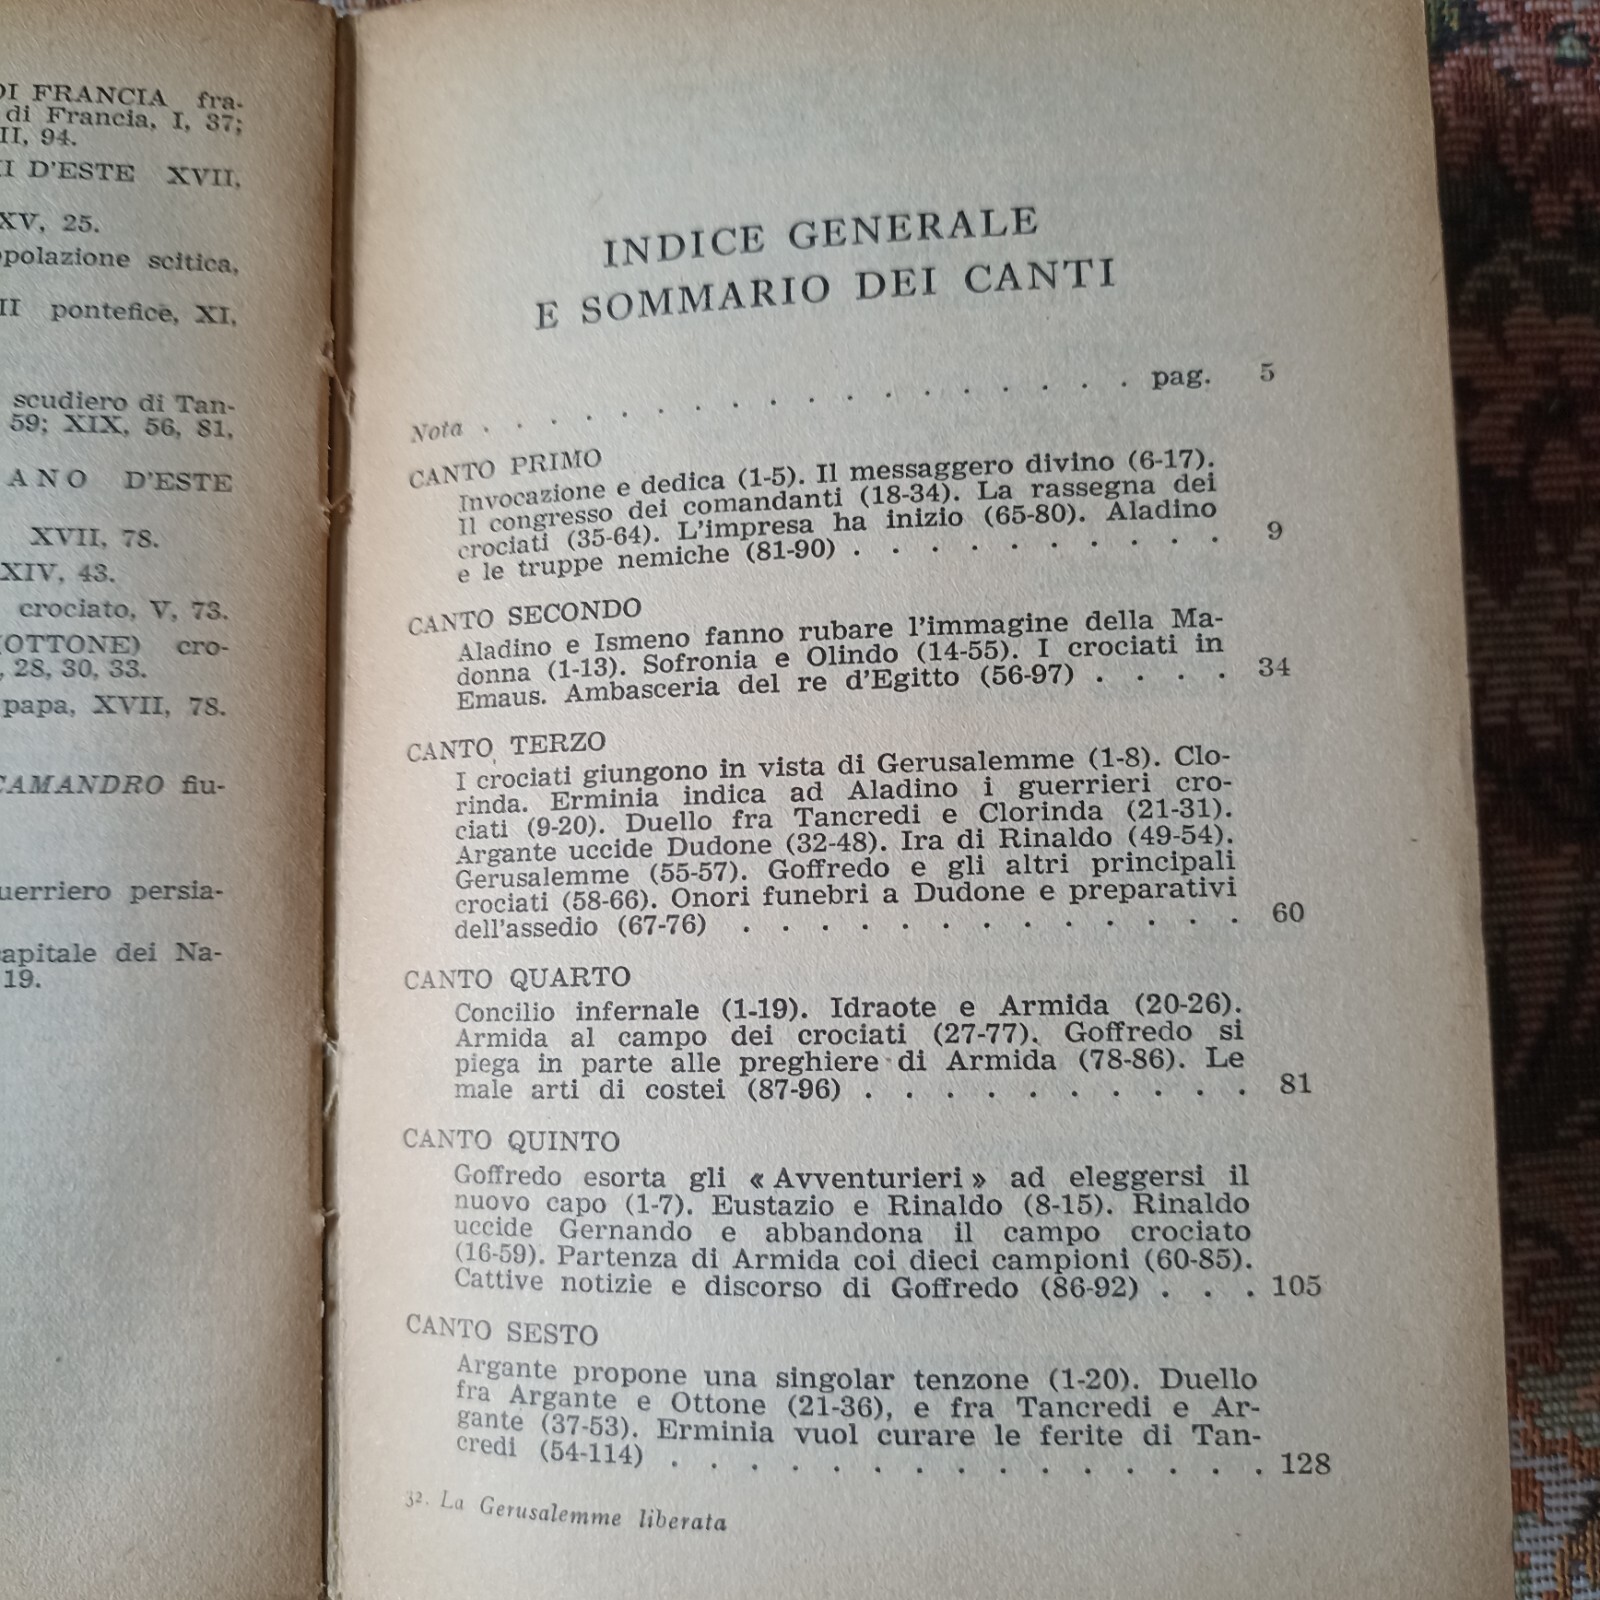 DI FRANCIA fra-
di Francia, I, 37;
II, 94.
I D'ESTE XVII,
XV, 25.
polazione scitica,
II pontefice, XI,
scudiero di Tan-
59; XIX, 56, 81,
ANO D'ESTE
XVII, 78.
XIV, 43.
crociato, V, 73.
(OTTONE) cro-
, 28, 30, 33.
papa, XVII, 78.
CAMANDRO fiu-
uerriero persia-
capitale dei Na-
19.
INDICE GENERALE
E SOMMARIO DEI CANTI
Nota . . . . . . . . . . . . . . . . . . pag. 5
CANTO PRIMO
Invocazione e dedica (1-5). Il messaggero divino (6-17).
Il congresso dei comandanti (18-34). La rassegna dei
crociati (35-64). L'impresa ha inizio (65-80). Aladino
e le truppe nemiche (81-90) . . . . . . . . . . 9
CANTO SECONDO
Aladino e Ismeno fanno rubare l'immagine della Ma-
donna (1-13). Sofronia e Olindo (14-55). I crociati in
Emaus. Ambasceria del re d'Egitto (56-97) . . . . 34
CANTO TERZO
I crociati giungono in vista di Gerusalemme (1-8). Clo-
rinda. Erminia indica ad Aladino i guerrieri cro-
ciati (9-20). Duello fra Tancredi e Clorinda (21-31).
Argante uccide Dudone (32-48). Ira di Rinaldo (49-54).
Gerusalemme (55-57). Goffredo e gli altri principali
crociati (58-66). Onori funebri a Dudone e preparativi
dell'assedio (67-76) . . . . . . . . . . . . . 60
CANTO QUARTO
Concilio infernale (1-19). Idraote e Armida (20-26).
Armida al campo dei crociati (27-77). Goffredo si
piega in parte alle preghiere di Armida (78-86). Le
male arti di costei (87-96) . . . . . . . . . . 81
CANTO QUINTO
Goffredo esorta gli « Avventurieri » ad eleggersi il
nuovo capo (1-7). Eustazio e Rinaldo (8-15). Rinaldo
uccide Gernando e abbandona il campo crociato
(16-59). Partenza di Armida coi dieci campioni (60-85).
Cattive notizie e discorso di Goffredo (86-92) . . . 105
CANTO SESTO
Argante propone una singolar tenzone (1-20). Duello
fra Argante e Ottone (21-36), e fra Tancredi e Ar-
gante (37-53). Erminia vuol curare le ferite di Tan-
credi (54-114) . . . . . . . . . . . . . . . 128
32. La Gerusalemme liberata